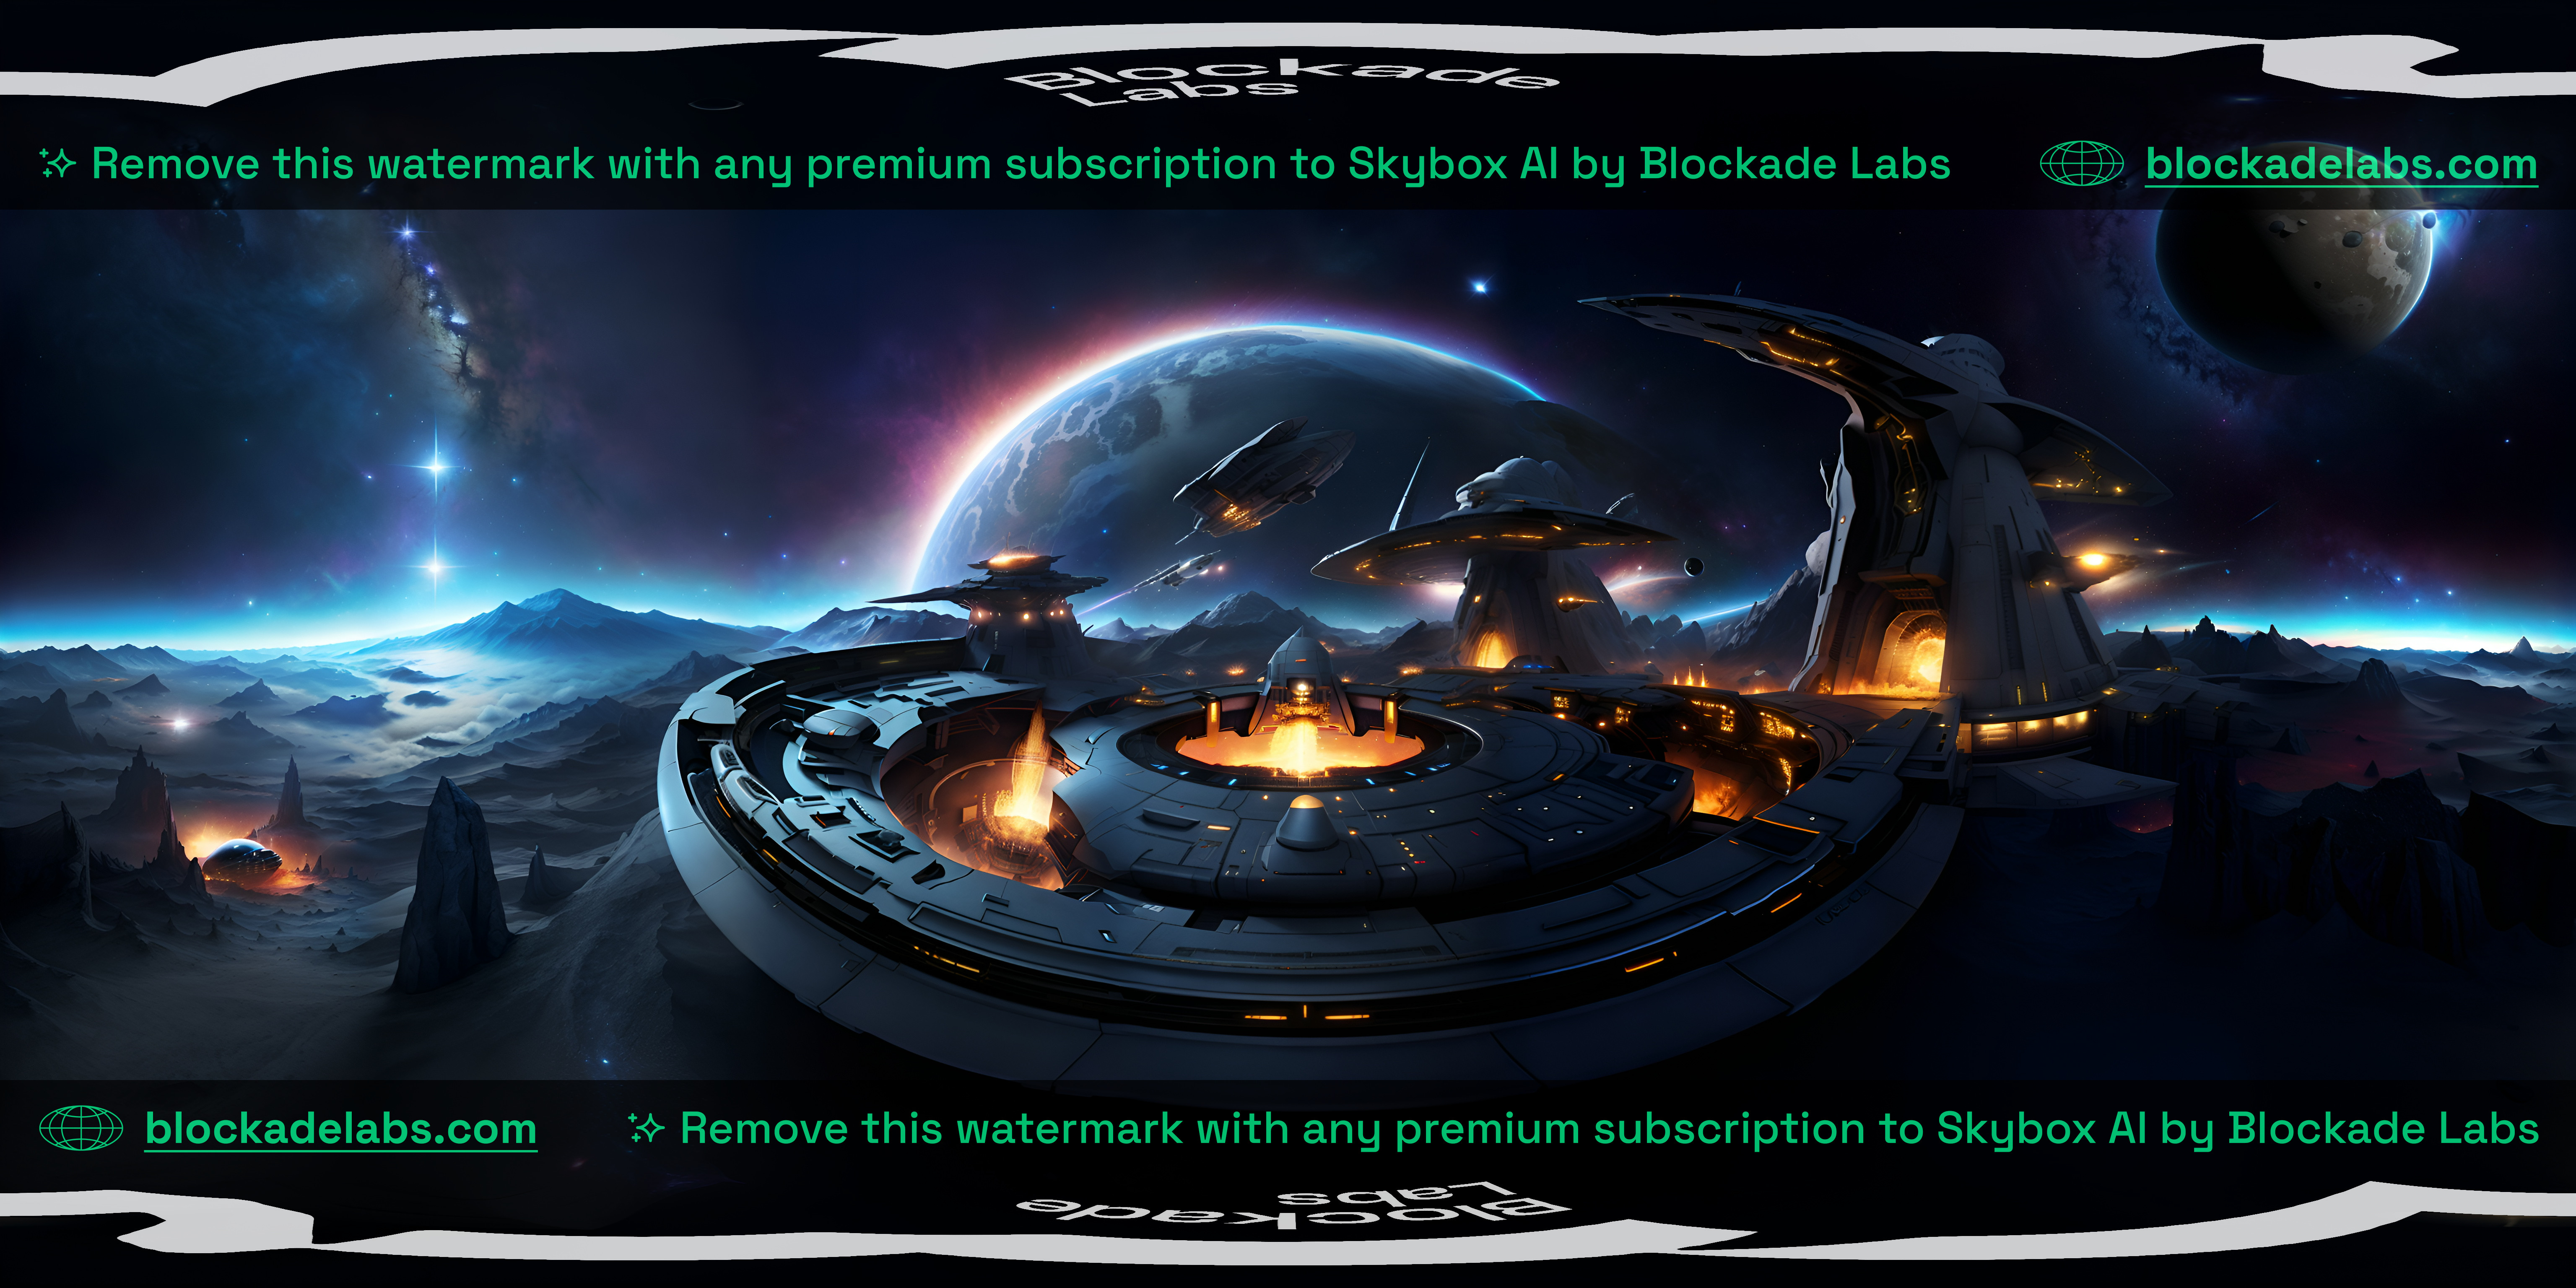 Blockade
Labs
Remove this watermark with any premium subscription to Skybox AI by Blockade Labs
blockadelabs.com
blockadelabs.com
Remove this watermark with any premium subscription to Skybox AI by Blockade Labs
Labs
Blockade